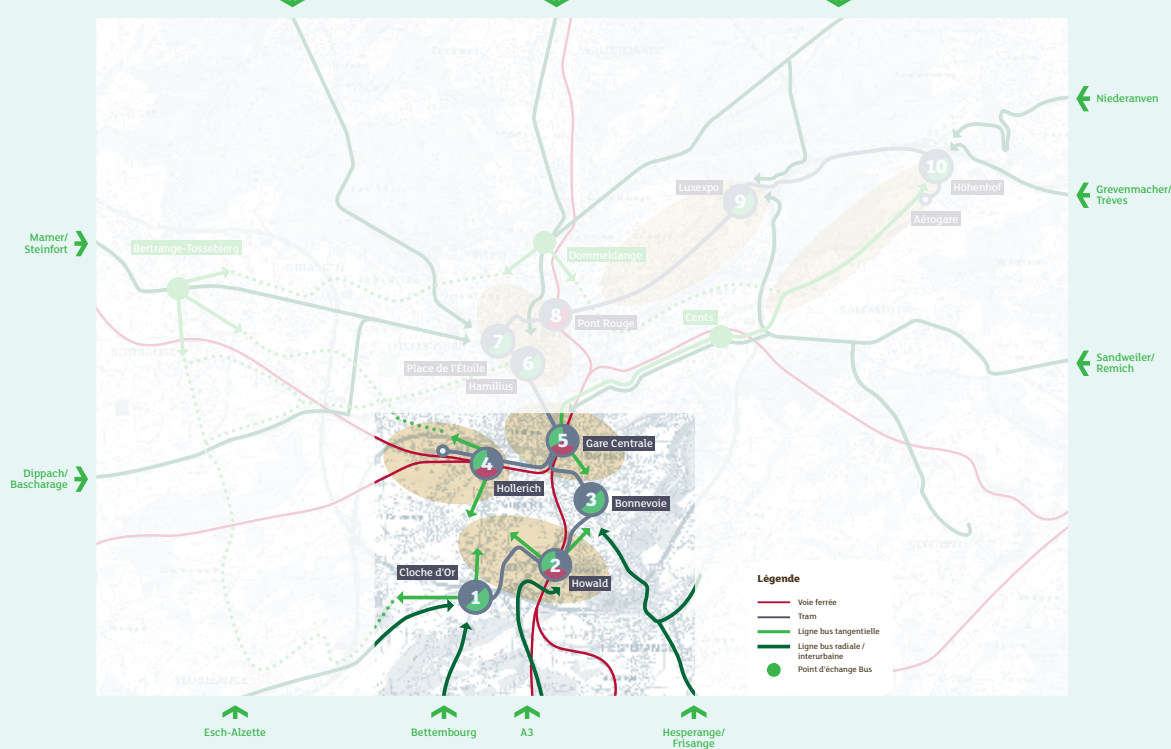 Niederanven
10
Luxexpo
Höhenhof
9
Grevenmacher/
Trèves
Aérogare
Mamer/
Steinfort
Bertrange-Tossebierg
Dommeldange
8
Pont Rouge
Cents
7
Place de l'Étoile
6
Hamilius
Sandweiler/
Remich
5
Gare Centrale
4
Hollerich
Dippach/
Bascharage
3
Bonnevoie
Cloche d'Or
2
Howald
1
Légende
Voie ferrée
Tram
Ligne bus tangentielle
Ligne bus radiale /
interurbaine
Point d'échange Bus
Esch-Alzette
Bettembourg
A3
Hesperange/
Frisange